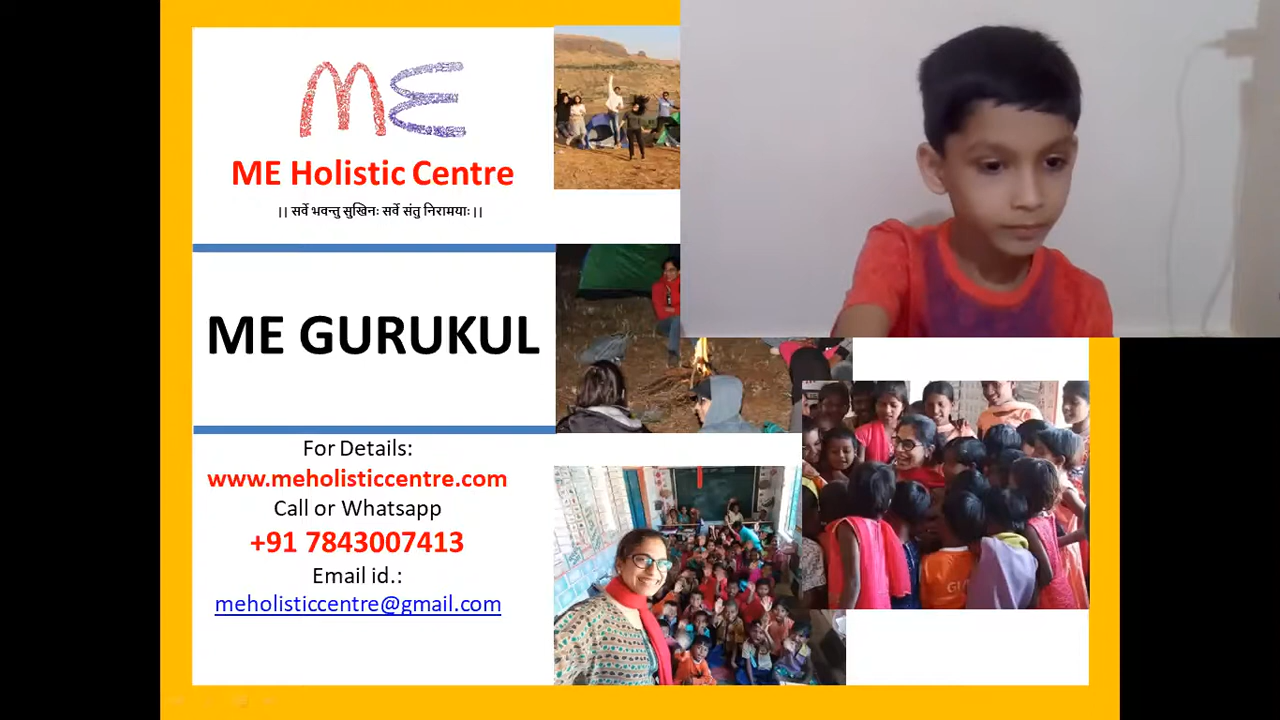 ME
ME Holistic Centre
।। सर्वे भवन्तु सुखिनः सर्वे संतु निरामयाः ।।
ME GURUKUL
For Details:
www.meholisticcentre.com
Call or Whatsapp
+91 7843007413
Email id.:
meholisticcentre@gmail.com